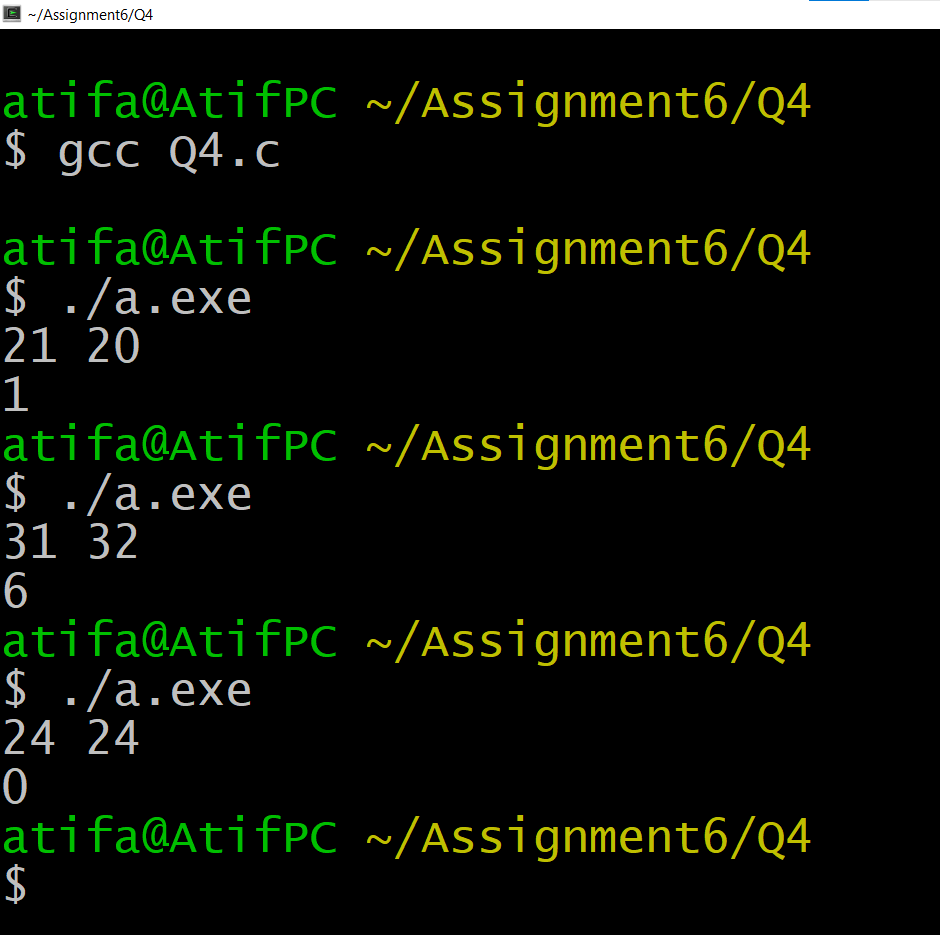 ~/Assignment6/Q4
atifa@AtifPC ~/Assignment6/Q4
$ gcc Q4.c
atifa@AtifPC ~/Assignment6/Q4
$ ./a.exe
21 20
1
atifa@AtifPC ~/Assignment6/Q4
$ ./a.exe
31 32
6
atifa@AtifPC ~/Assignment6/Q4
$ ./a.exe
24 24
0
atifa@AtifPC ~/Assignment6/Q4
$